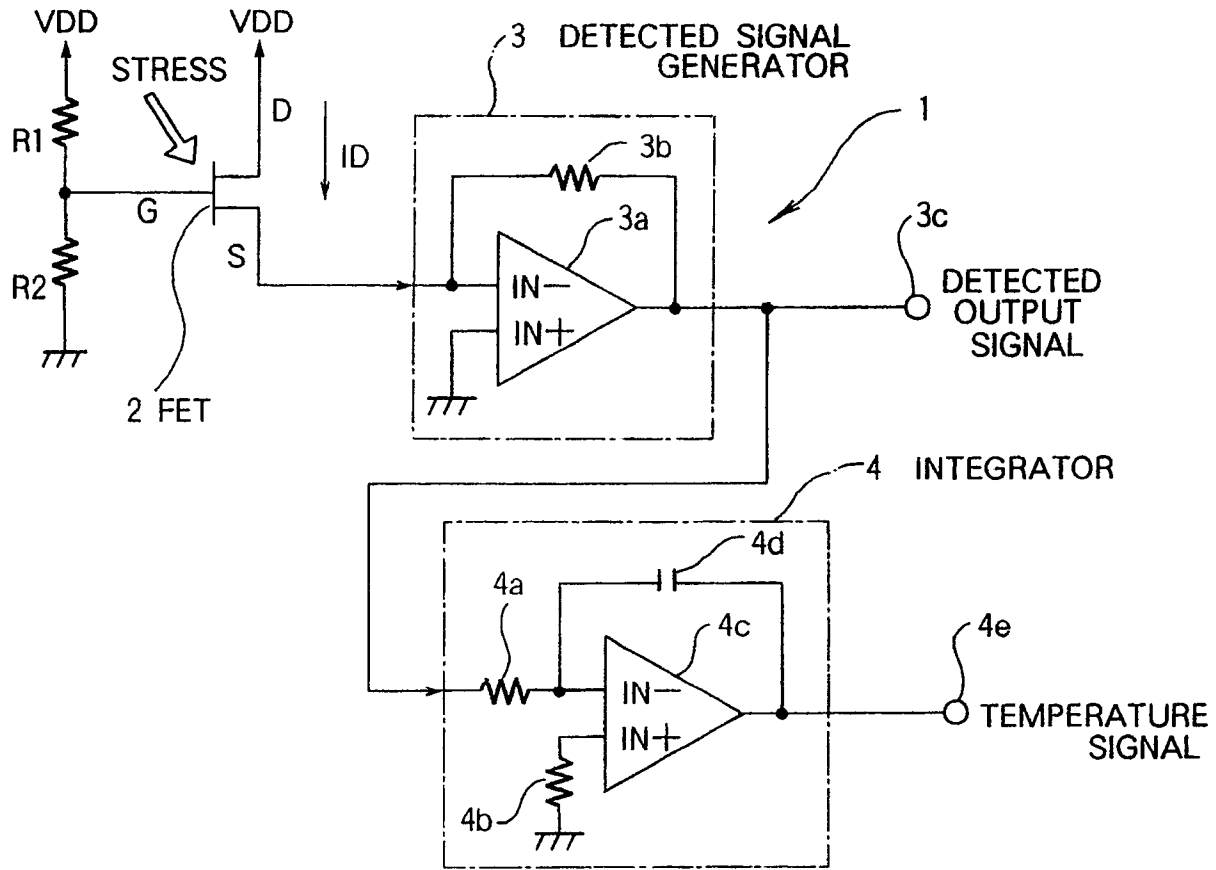 VDD
VDD
3 DETECTED SIGNAL
GENERATOR
STRESS
1
D
R1
ID
3b
G
3a
3c
S
R2
IN−
DETECTED
OUTPUT
SIGNAL
IN+
2 FET
4 INTEGRATOR
4d
4a
4c
4e
IN−
TEMPERATURE
SIGNAL
IN+
4b